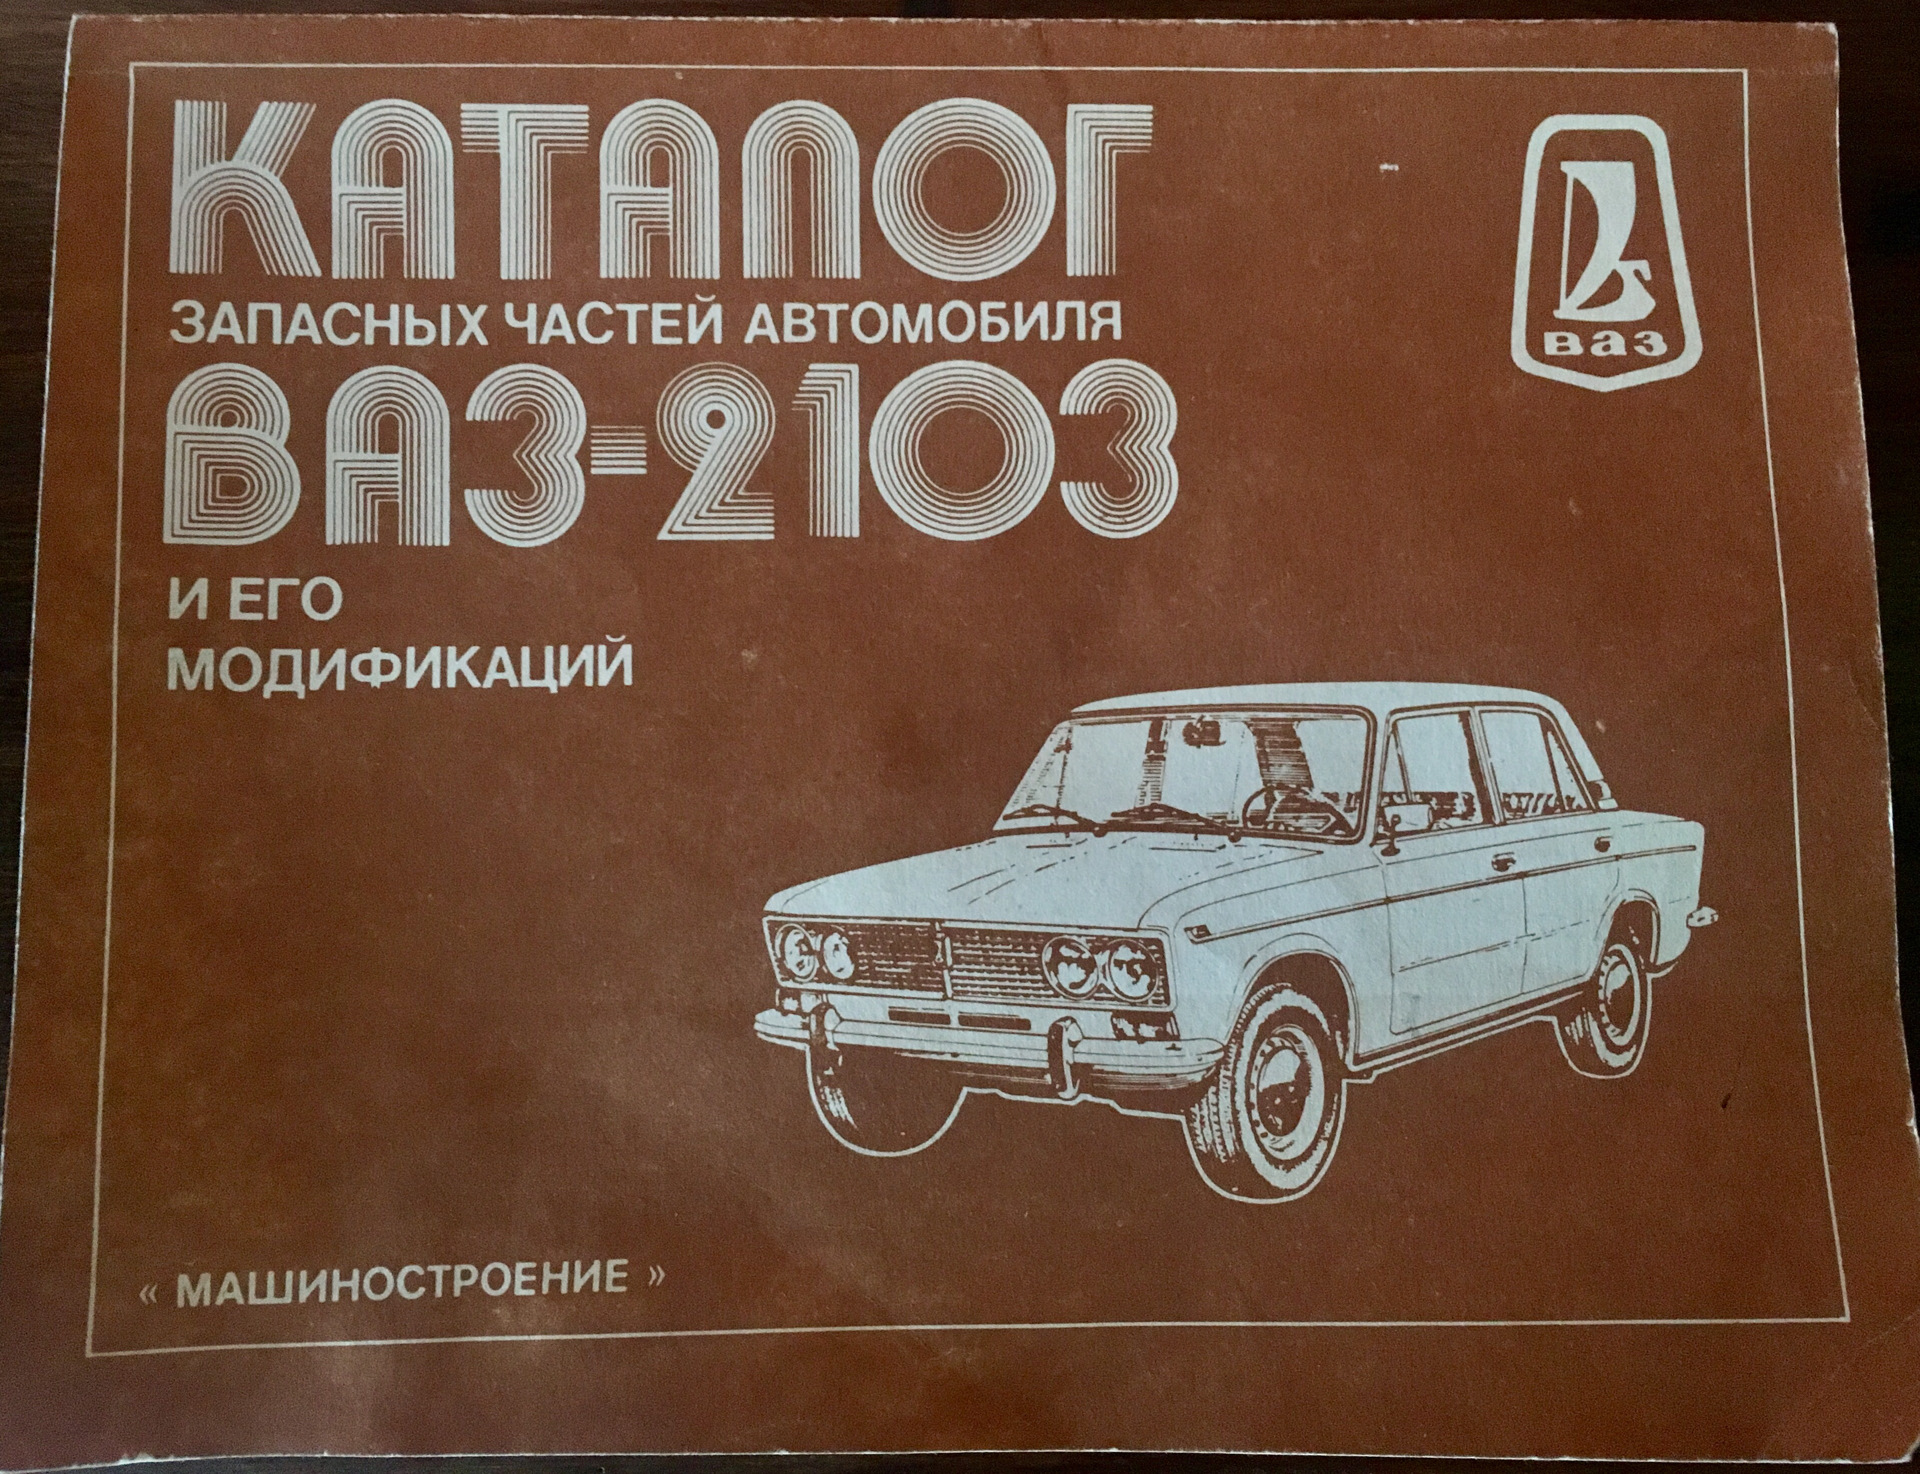 КАТАЛОГ
ЗАПАСНЫХ ЧАСТЕЙ АВТОМОБИЛЯ
ВАЗ-2103
И ЕГО
МОДИФИКАЦИЙ
ваз
« МАШИНОСТРОЕНИЕ »